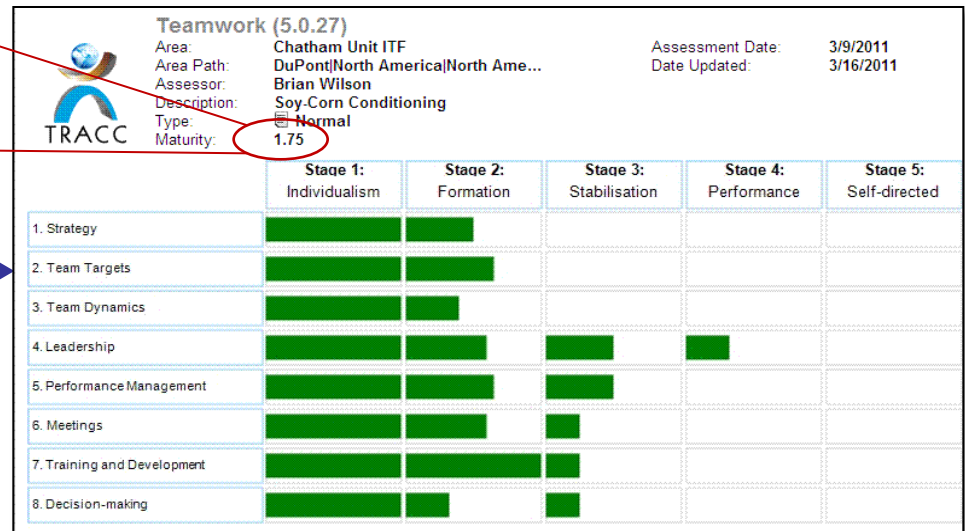 Teamwork (5.0.27)
Area: Chatham Unit ITF Assessment Date: 3/9/2011
Area Path: DuPont|North America|North Ame... Date Updated: 3/16/2011
Assessor: Brian Wilson
Description: Soy-Corn Conditioning
Type: Normal
TRACC Maturity: 1.75
Stage 1: Stage 2: Stage 3: Stage 4: Stage 5:
Individualism Formation Stabilisation Performance Self-directed
1. Strategy
2. Team Targets
3. Team Dynamics
4. Leadership
5. Performance Management
6. Meetings
7. Training and Development
8. Decision-making